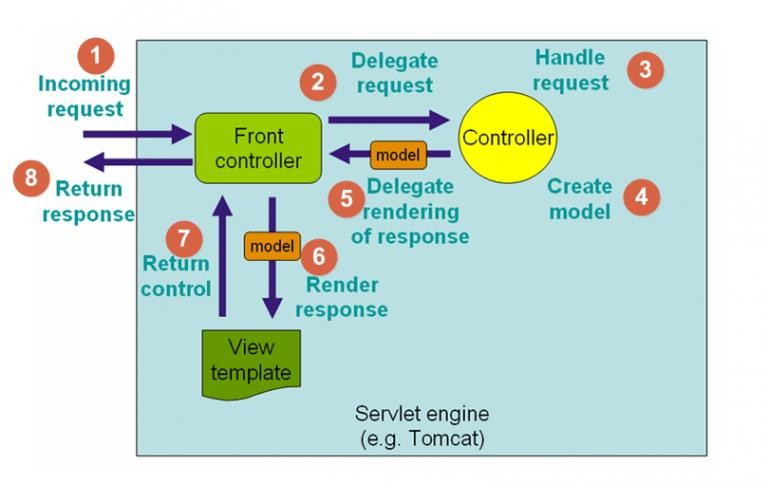 1
Incoming
request
2
Delegate
request
Handle
request
3
Front
controller
Controller
model
8
Return
response
5
Delegate
rendering
of response
Create
model
4
7
Return
control
model
6
Render
response
View
template
Servlet engine
(e.g. Tomcat)